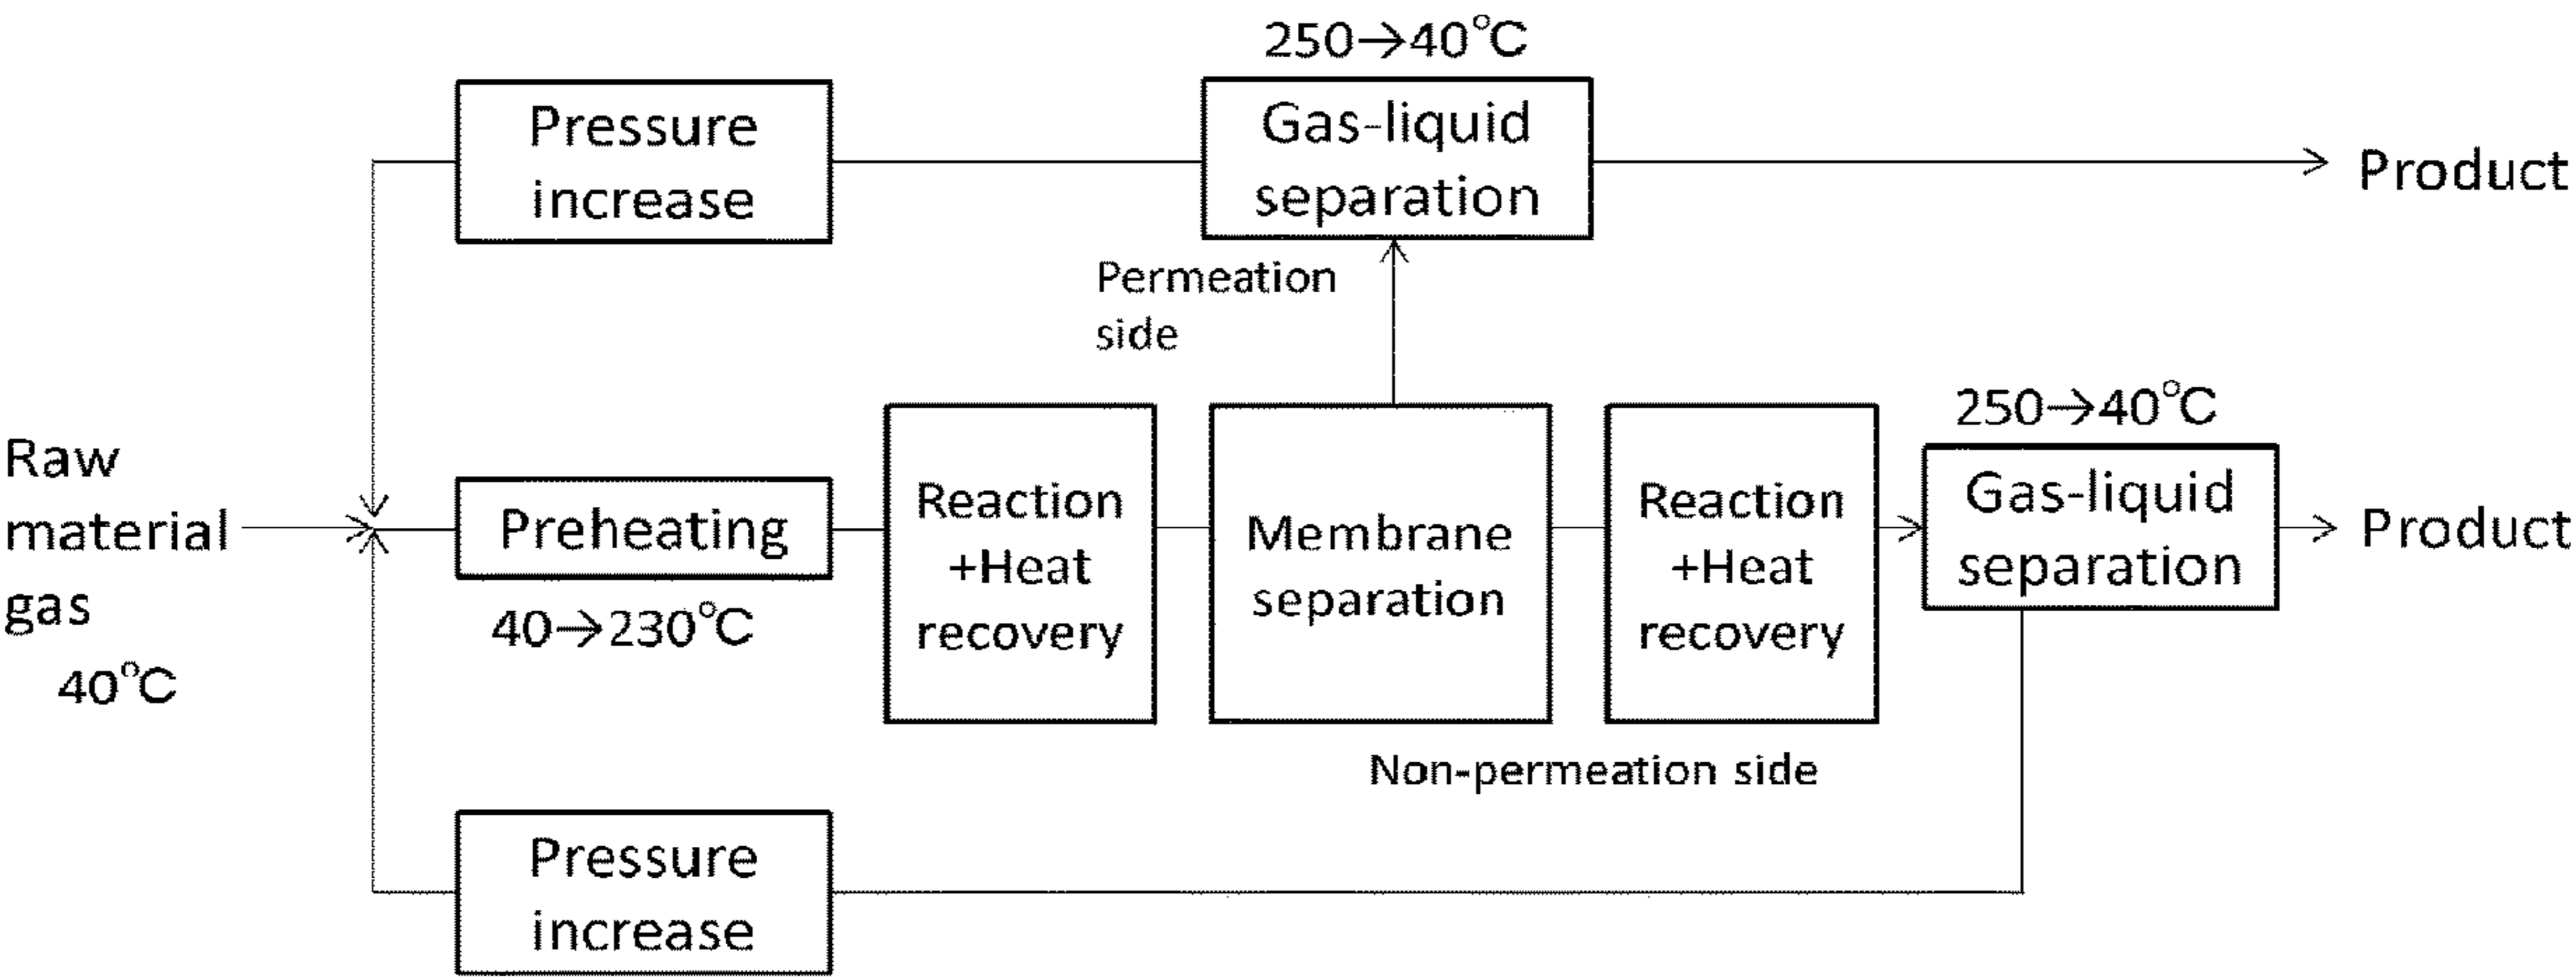 250→40℃
Pressure
increase
Gas-liquid
separation
Product
Permeation
side
Raw
material
gas
40℃
Preheating
40→230℃
Reaction
+Heat
recovery
Membrane
separation
Reaction
+Heat
recovery
250→40℃
Gas-liquid
separation
Product
Non-permeation side
Pressure
increase